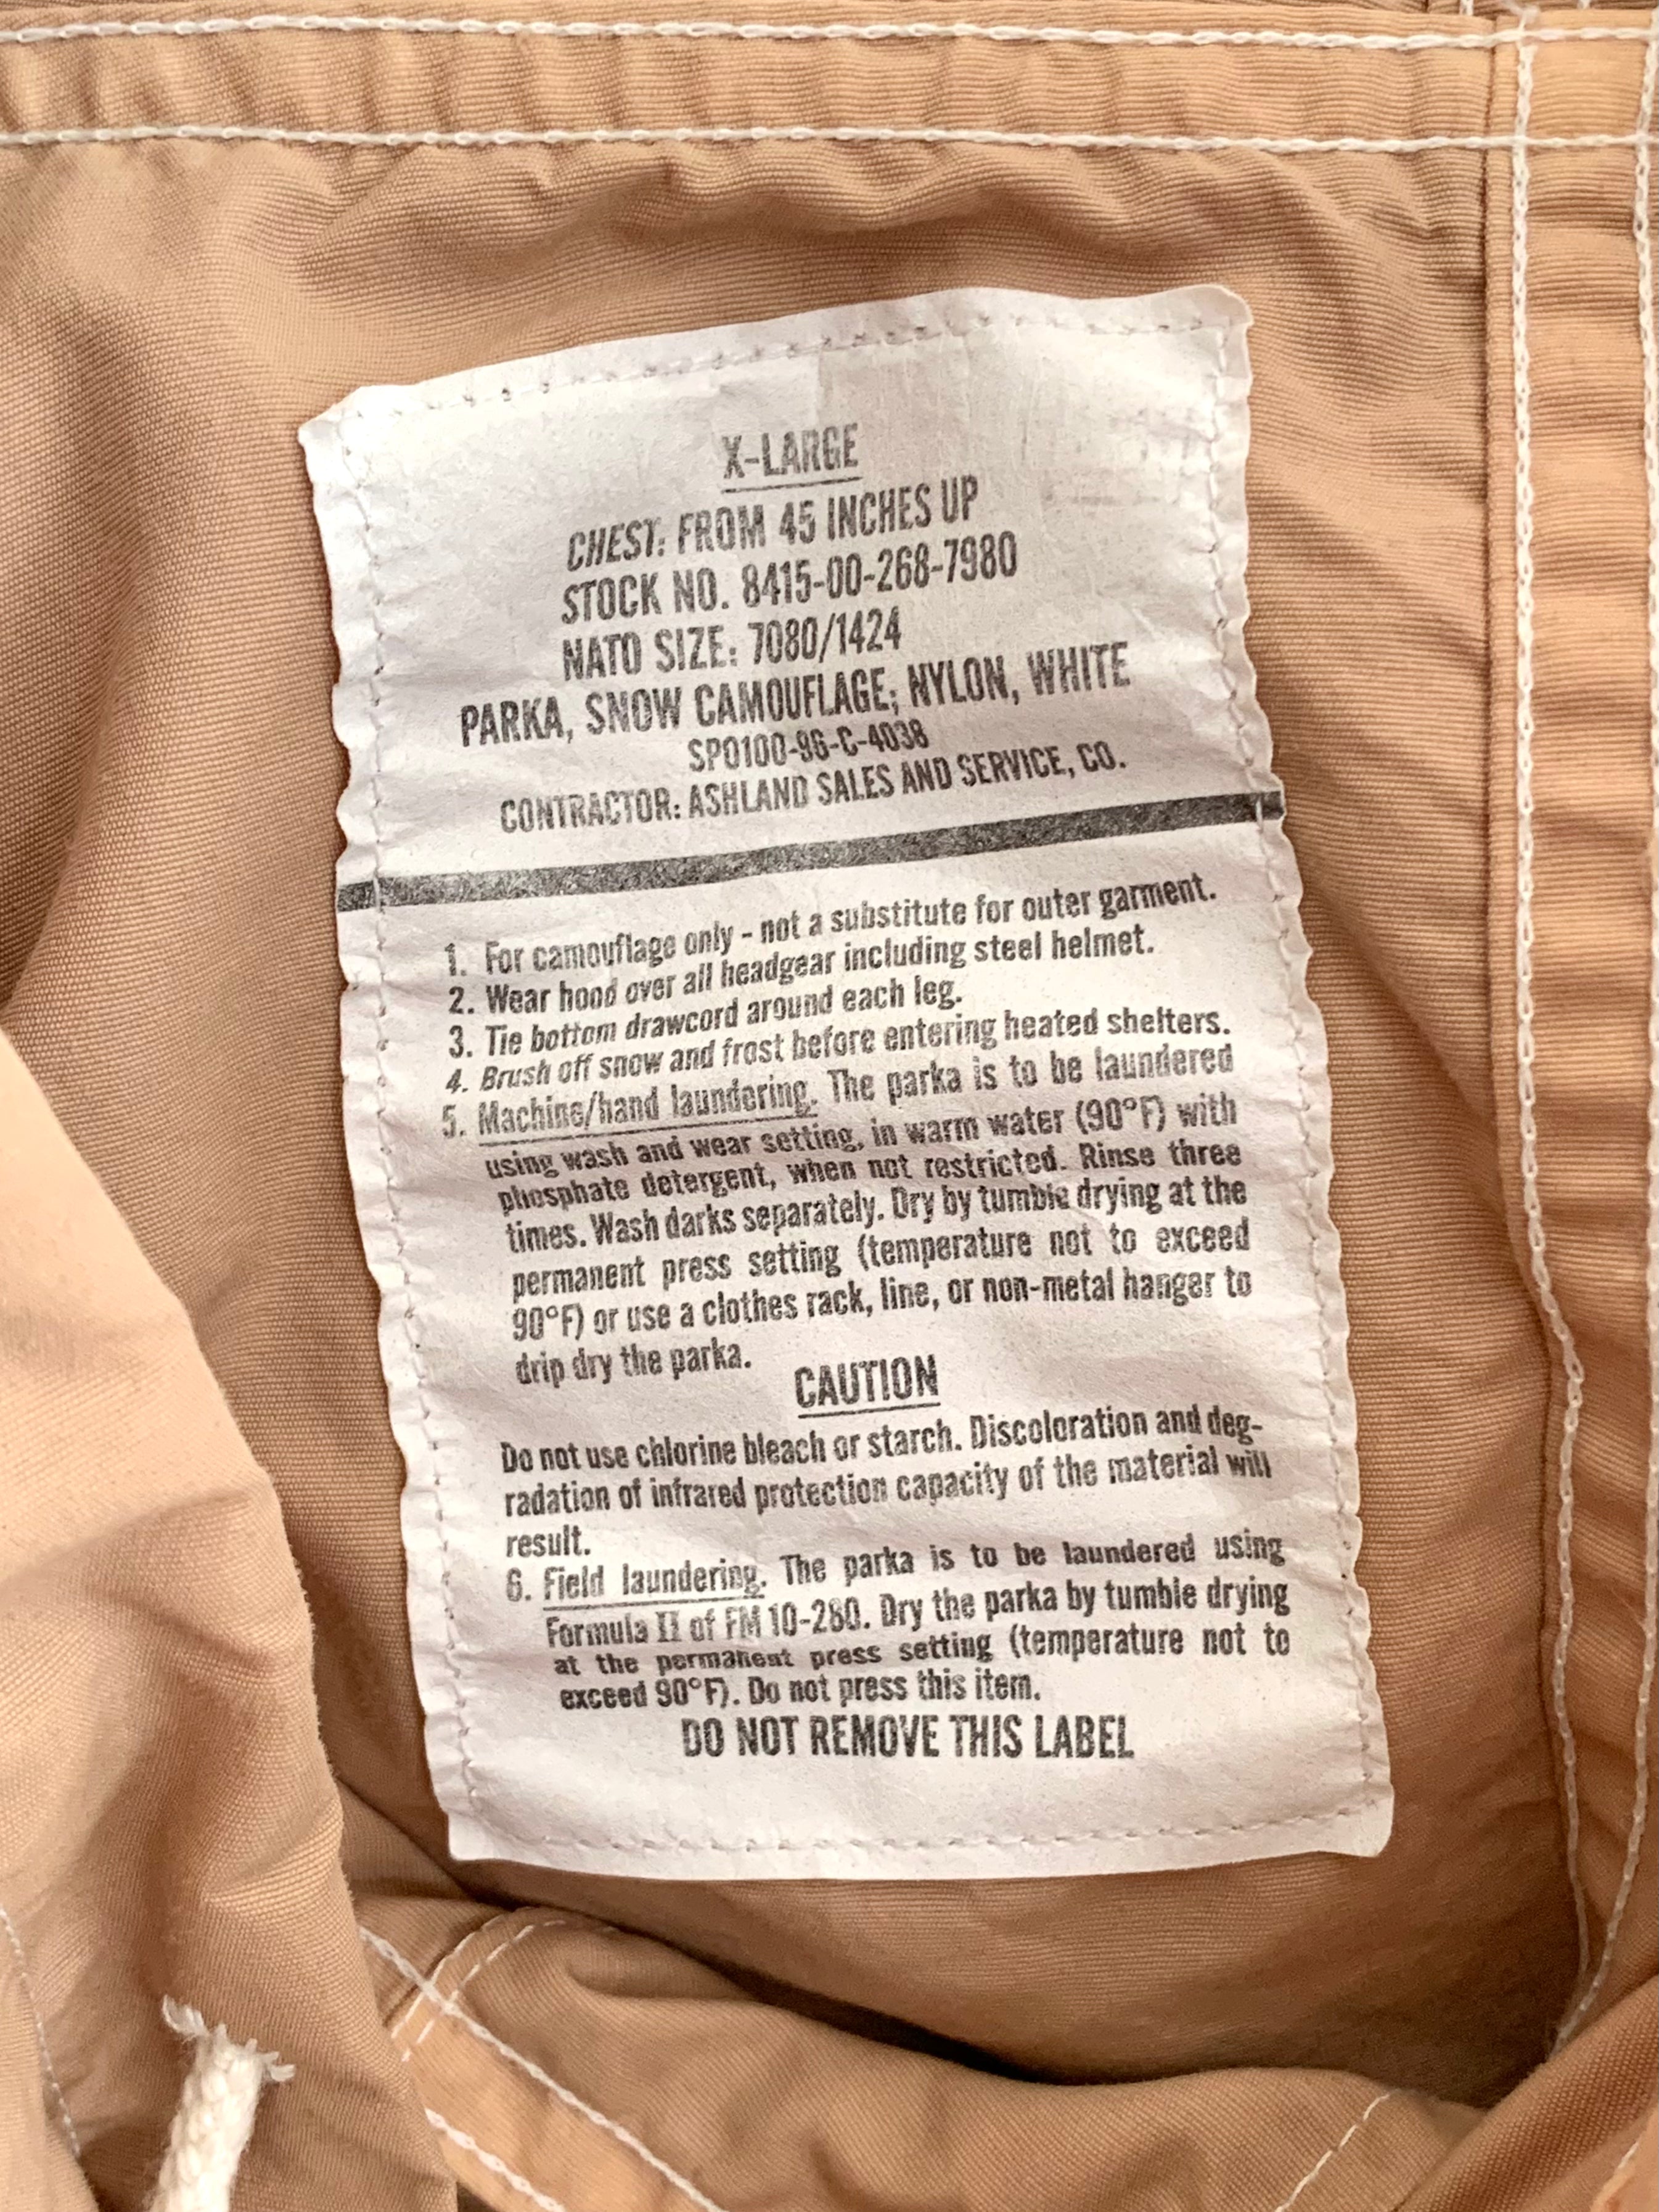 X-LARGE
CHEST: FROM 45 INCHES UP
STOCK NO. 8415-00-268-7980
NATO SIZE: 7080/1424
PARKA, SNOW CAMOUFLAGE; NYLON, WHITE
SPO100-96-C-4038
CONTRACTOR: ASHLAND SALES AND SERVICE, CO.
1. For camouflage only - not a substitute for outer garment.
2. Wear hood over all headgear including steel helmet.
3. Tie bottom drawcord around each leg.
4. Brush off snow and frost before entering heated shelters.
5. Machine/hand laundering. The parka is to be laundered
using wash and wear setting, in warm water (90°F) with
phosphate detergent, when not restricted. Rinse three
times. Wash darks separately. Dry by tumble drying at the
permanent press setting (temperature not to exceed
90°F) or use a clothes rack, line, or non-metal hanger to
drip dry the parka.
CAUTION
Do not use chlorine bleach or starch. Discoloration and deg-
radation of infrared protection capacity of the material will
result.
6. Field laundering. The parka is to be laundered using
Formula II of FM 10-280. Dry the parka by tumble drying
at the permanent press setting (temperature not to
exceed 90°F). Do not press this item.
DO NOT REMOVE THIS LABEL